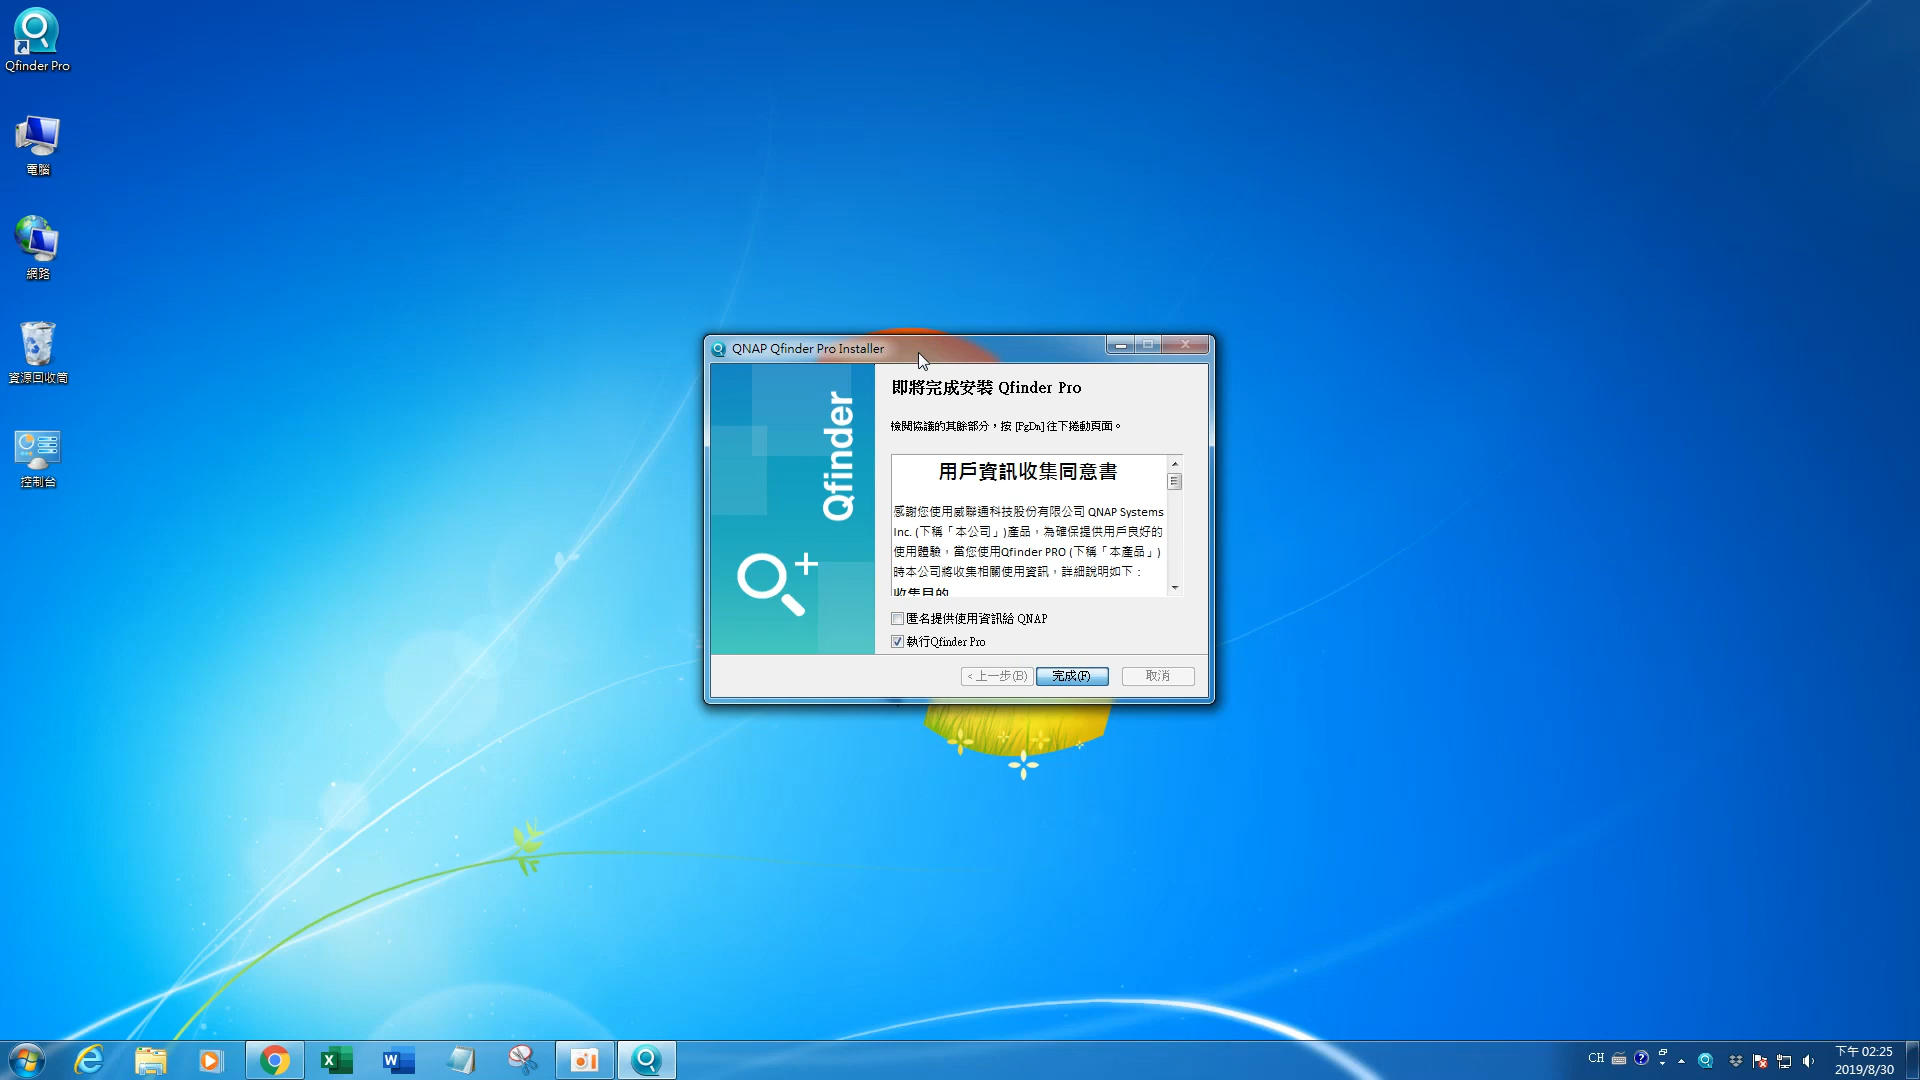 Qfinder Pro
電腦
網路
資源回收筒
控制台
QNAP Qfinder Pro Installer
Qfinder
即將完成安裝 Qfinder Pro
檢閱協議的其餘部分，按 [PgDn] 往下捲動頁面。
用戶資訊收集同意書
感謝您使用威聯通科技股份有限公司 QNAP Systems
Inc. (下稱「本公司」)產品，為確保提供用戶良好的
使用體驗，當您使用Qfinder PRO (下稱「本產品」)
時本公司將收集相關使用資訊，詳細說明如下：
收集目的
匿名提供使用資訊給 QNAP
執行Qfinder Pro
< 上一步(B)
完成(F)
取消
CH
下午 02:25
2019/8/30